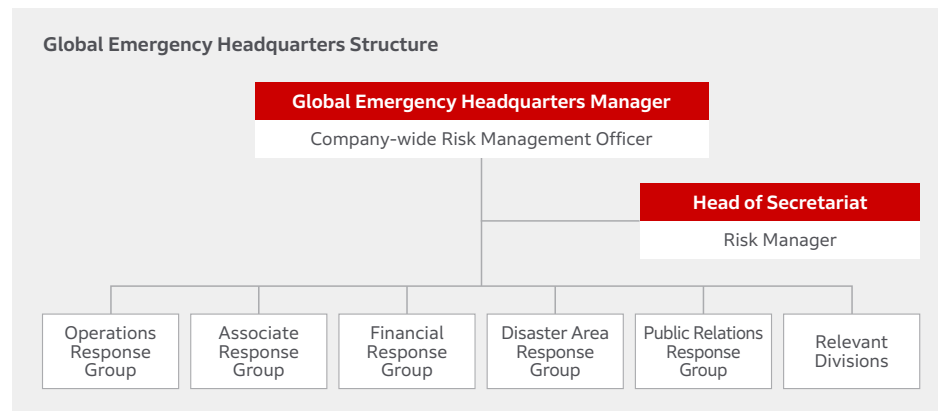 Global Emergency Headquarters Structure
Global Emergency Headquarters Manager
Company-wide Risk Management Officer
Head of Secretariat
Risk Manager
Operations
Response
Group
Associate
Response
Group
Financial
Response
Group
Disaster Area
Response
Group
Public Relations
Response
Group
Relevant
Divisions